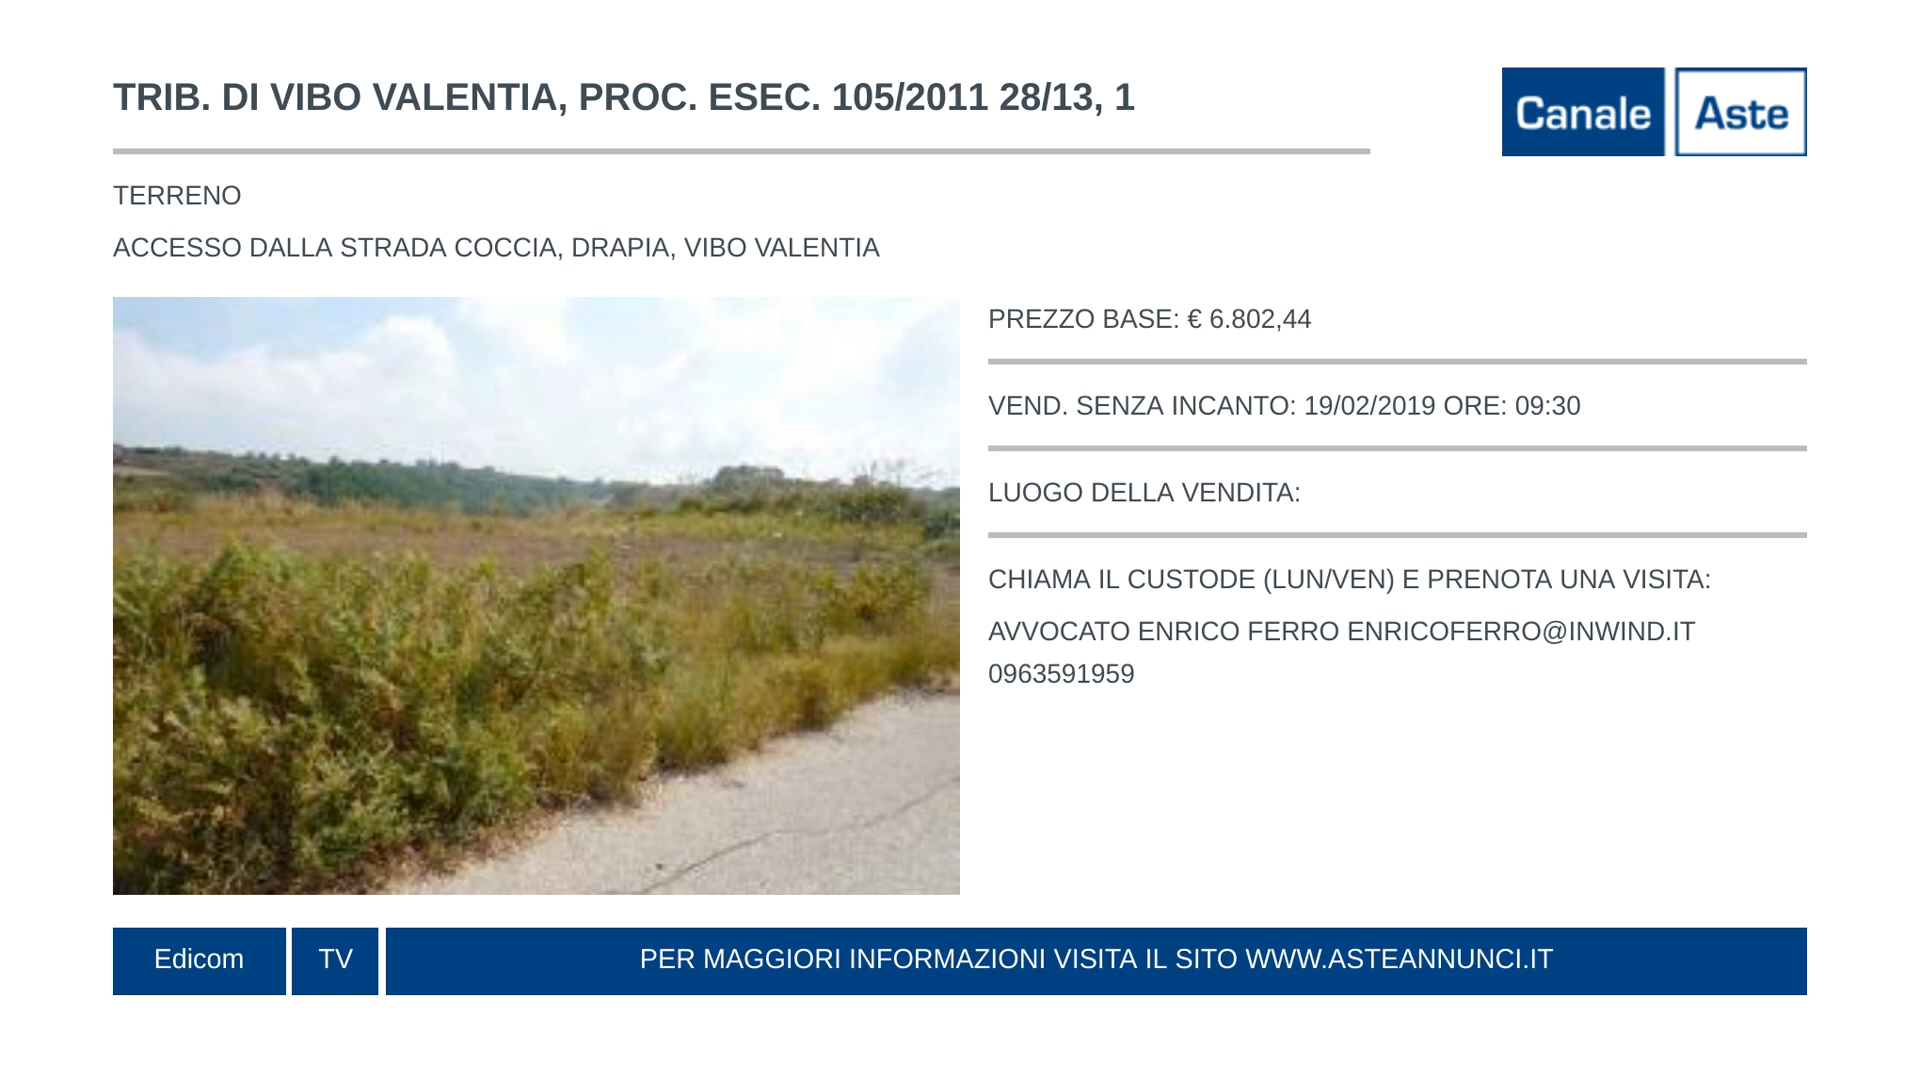 TRIB. DI VIBO VALENTIA, PROC. ESEC. 105/2011 28/13, 1
Canale Aste
TERRENO
ACCESSO DALLA STRADA COCCIA, DRAPIA, VIBO VALENTIA
PREZZO BASE: € 6.802,44
VEND. SENZA INCANTO: 19/02/2019 ORE: 09:30
LUOGO DELLA VENDITA:
CHIAMA IL CUSTODE (LUN/VEN) E PRENOTA UNA VISITA:
AVVOCATO ENRICO FERRO ENRICOFERRO@INWIND.IT
0963591959
Edicom TV PER MAGGIORI INFORMAZIONI VISITA IL SITO WWW.ASTEANNUNCI.IT